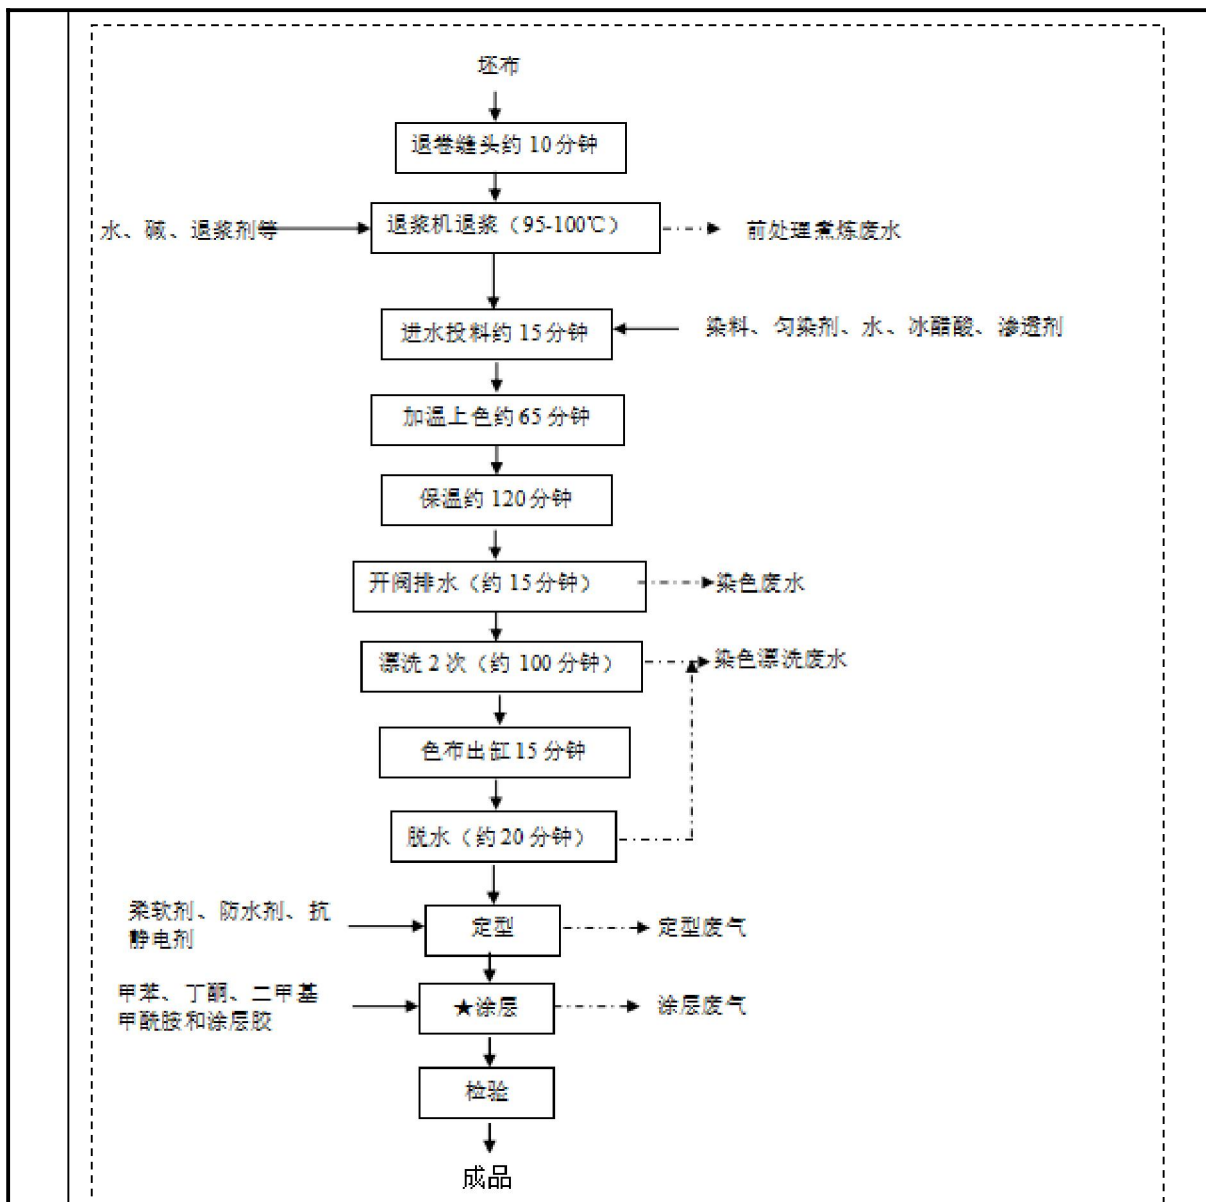 坯布
退卷缝头约 10 分钟
水、碱、退浆剂等
退浆机退浆（95-100℃）
前处理煮炼废水
进水投料约 15 分钟
染料、匀染剂、水、冰醋酸、渗透剂
加温上色约 65 分钟
保温约 120 分钟
开阀排水（约 15 分钟）
染色废水
漂洗 2 次（约 100 分钟）
染色漂洗废水
色布出缸 15 分钟
脱水（约 20 分钟）
柔软剂、防水剂、抗
静电剂
定型
定型废气
甲苯、丁酮、二甲基
甲酰胺和涂层胶
★涂层
涂层废气
检验
成品